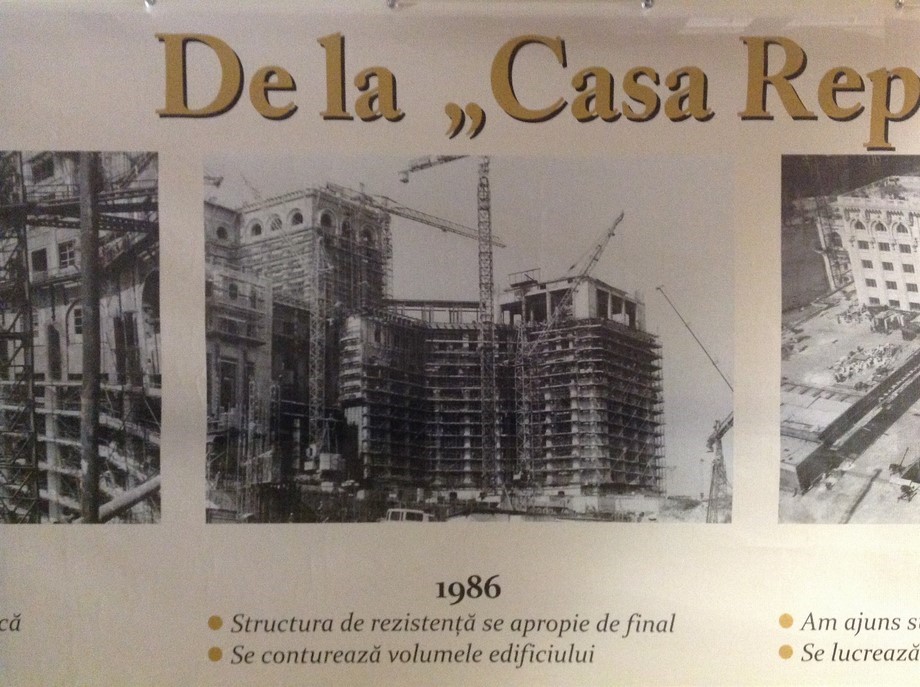 De la „Casa Rep
1986
că
• Structura de rezistență se apropie de final
• Se conturează volumele edificiului
• Am ajuns
• Se lucrează